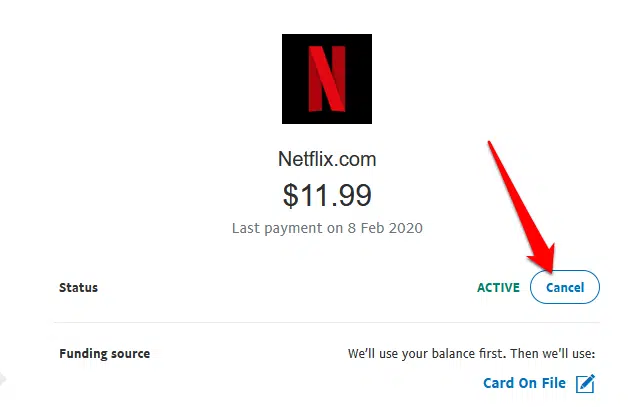 N
Netflix.com
$11.99
Last payment on 8 Feb 2020
Status ACTIVE Cancel
Funding source We'll use your balance first. Then we'll use:
Card On File